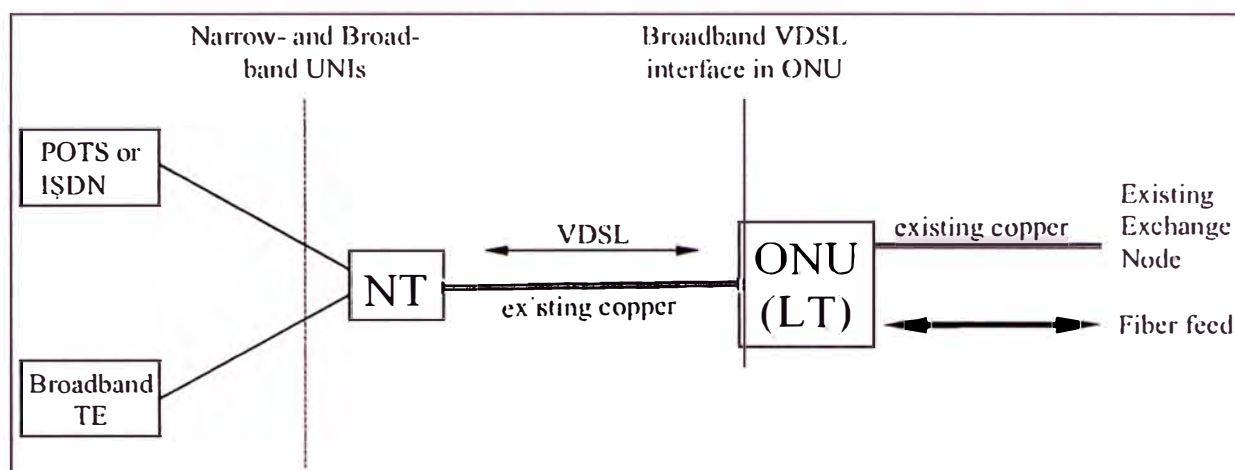 Narrow- and Broad-
band UNIs
Broadband VDSL
interface in ONU
POTS or
ISDN
NT
VDSL
existing copper
ONU
(LT)
existing copper
Existing
Exchange
Node
Fiber feed
Broadband
TE